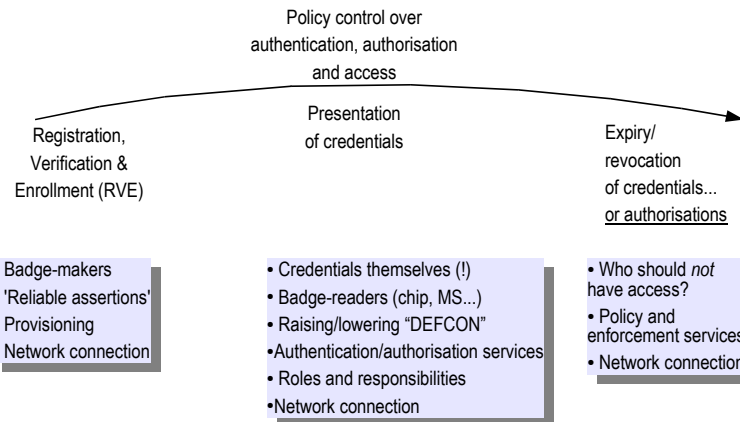 Policy control over
authentication, authorisation
and access
Registration,
Verification &
Enrollment (RVE)
Presentation
of credentials
Expiry/
revocation
of credentials...
or authorisations
Badge-makers
'Reliable assertions'
Provisioning
Network connection
• Credentials themselves (!)
• Badge-readers (chip, MS...)
• Raising/lowering “DEFCON”
•Authentication/authorisation services
• Roles and responsibilities
•Network connection
• Who should not
have access?
• Policy and
enforcement services
• Network connection